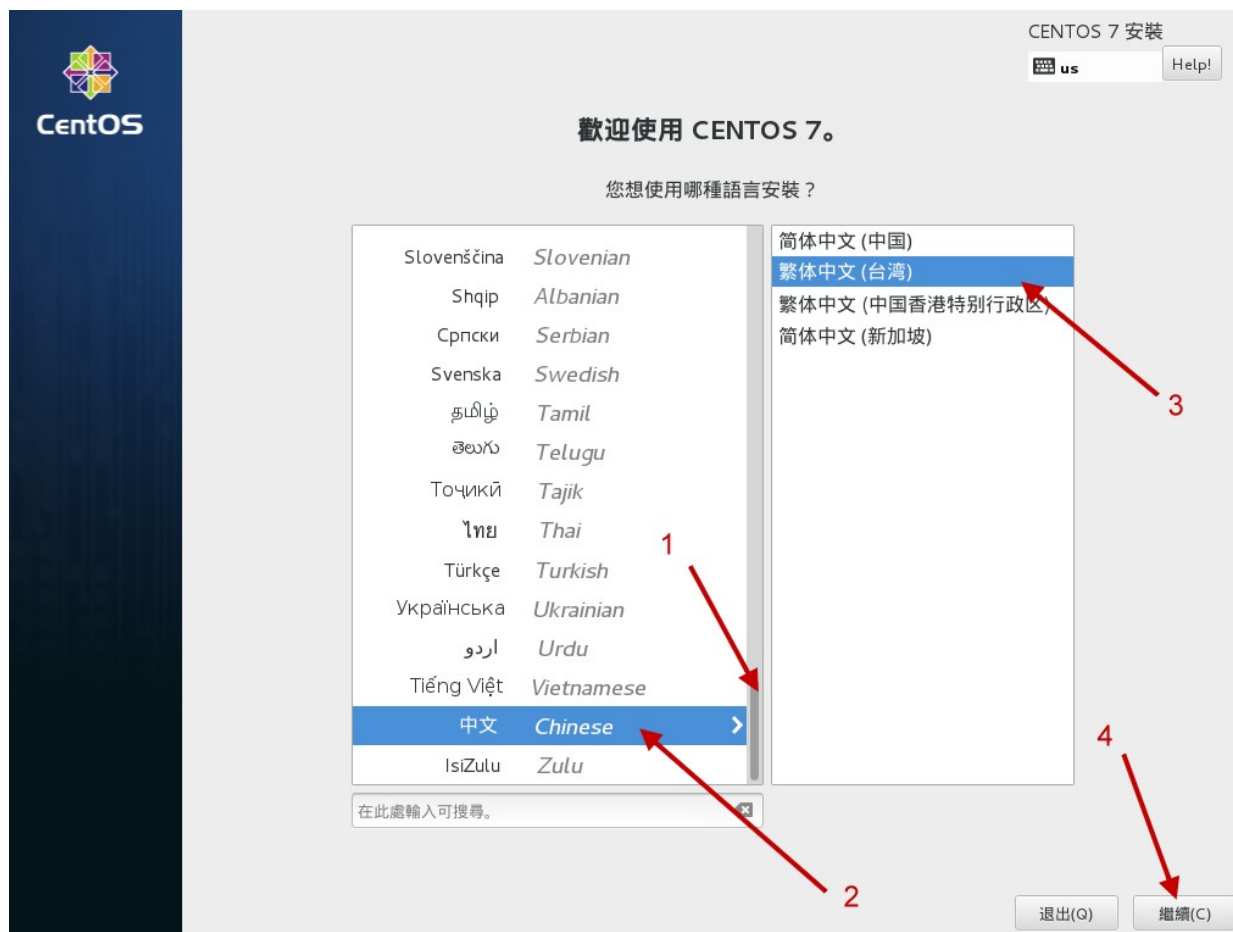 CENTOS 7 安裝
us
Help!
CentOS
歡迎使用 CENTOS 7。
您想使用哪種語言安裝？
Slovenščina Slovenian
Shqip Albanian
Српски Serbian
Svenska Swedish
தமிழ் Tamil
తెలుగు Telugu
Тоҷикӣ Tajik
ไทย Thai
Türkçe Turkish
Українська Ukrainian
اردو Urdu
Tiếng Việt Vietnamese
中文 Chinese
IsiZulu Zulu
在此處輸入可搜尋。
简体中文 (中国)
繁体中文 (台湾)
繁体中文 (中国香港特别行政区)
简体中文 (新加坡)
1
2
3
4
退出(Q)
繼續(C)